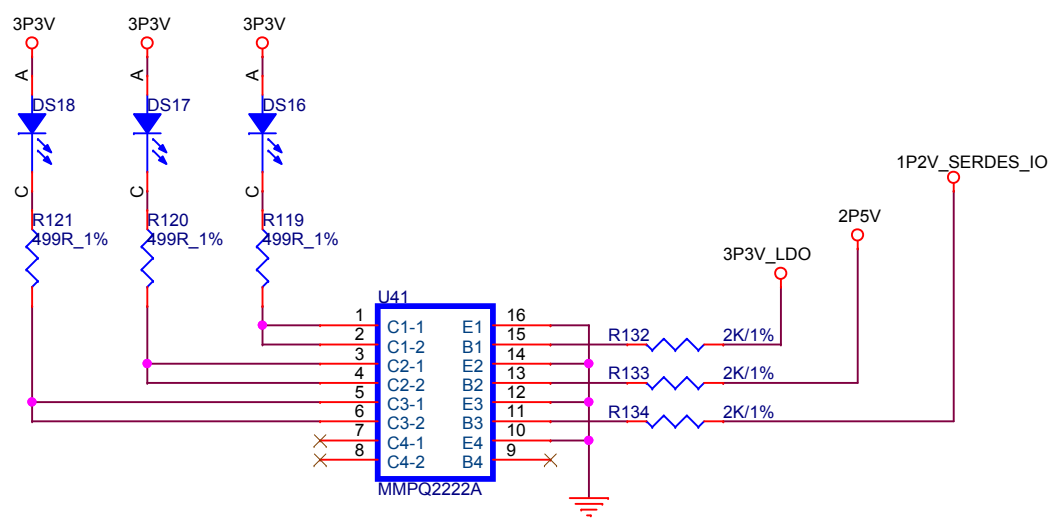 3P3V
3P3V
3P3V
A
A
A
DS18
DS17
DS16
C
C
C
1P2V_SERDES_IO
2P5V
3P3V_LDO
R121
499R_1%
R120
499R_1%
R119
499R_1%
U41
1 C1-1 E1 16
2 C1-2 B1 15 R132 2K/1%
3 C2-1 E2 14
4 C2-2 B2 13 R133 2K/1%
5 C3-1 E3 12
6 C3-2 B3 11 R134 2K/1%
7 C4-1 E4 10
8 C4-2 B4 9
MMPQ2222A